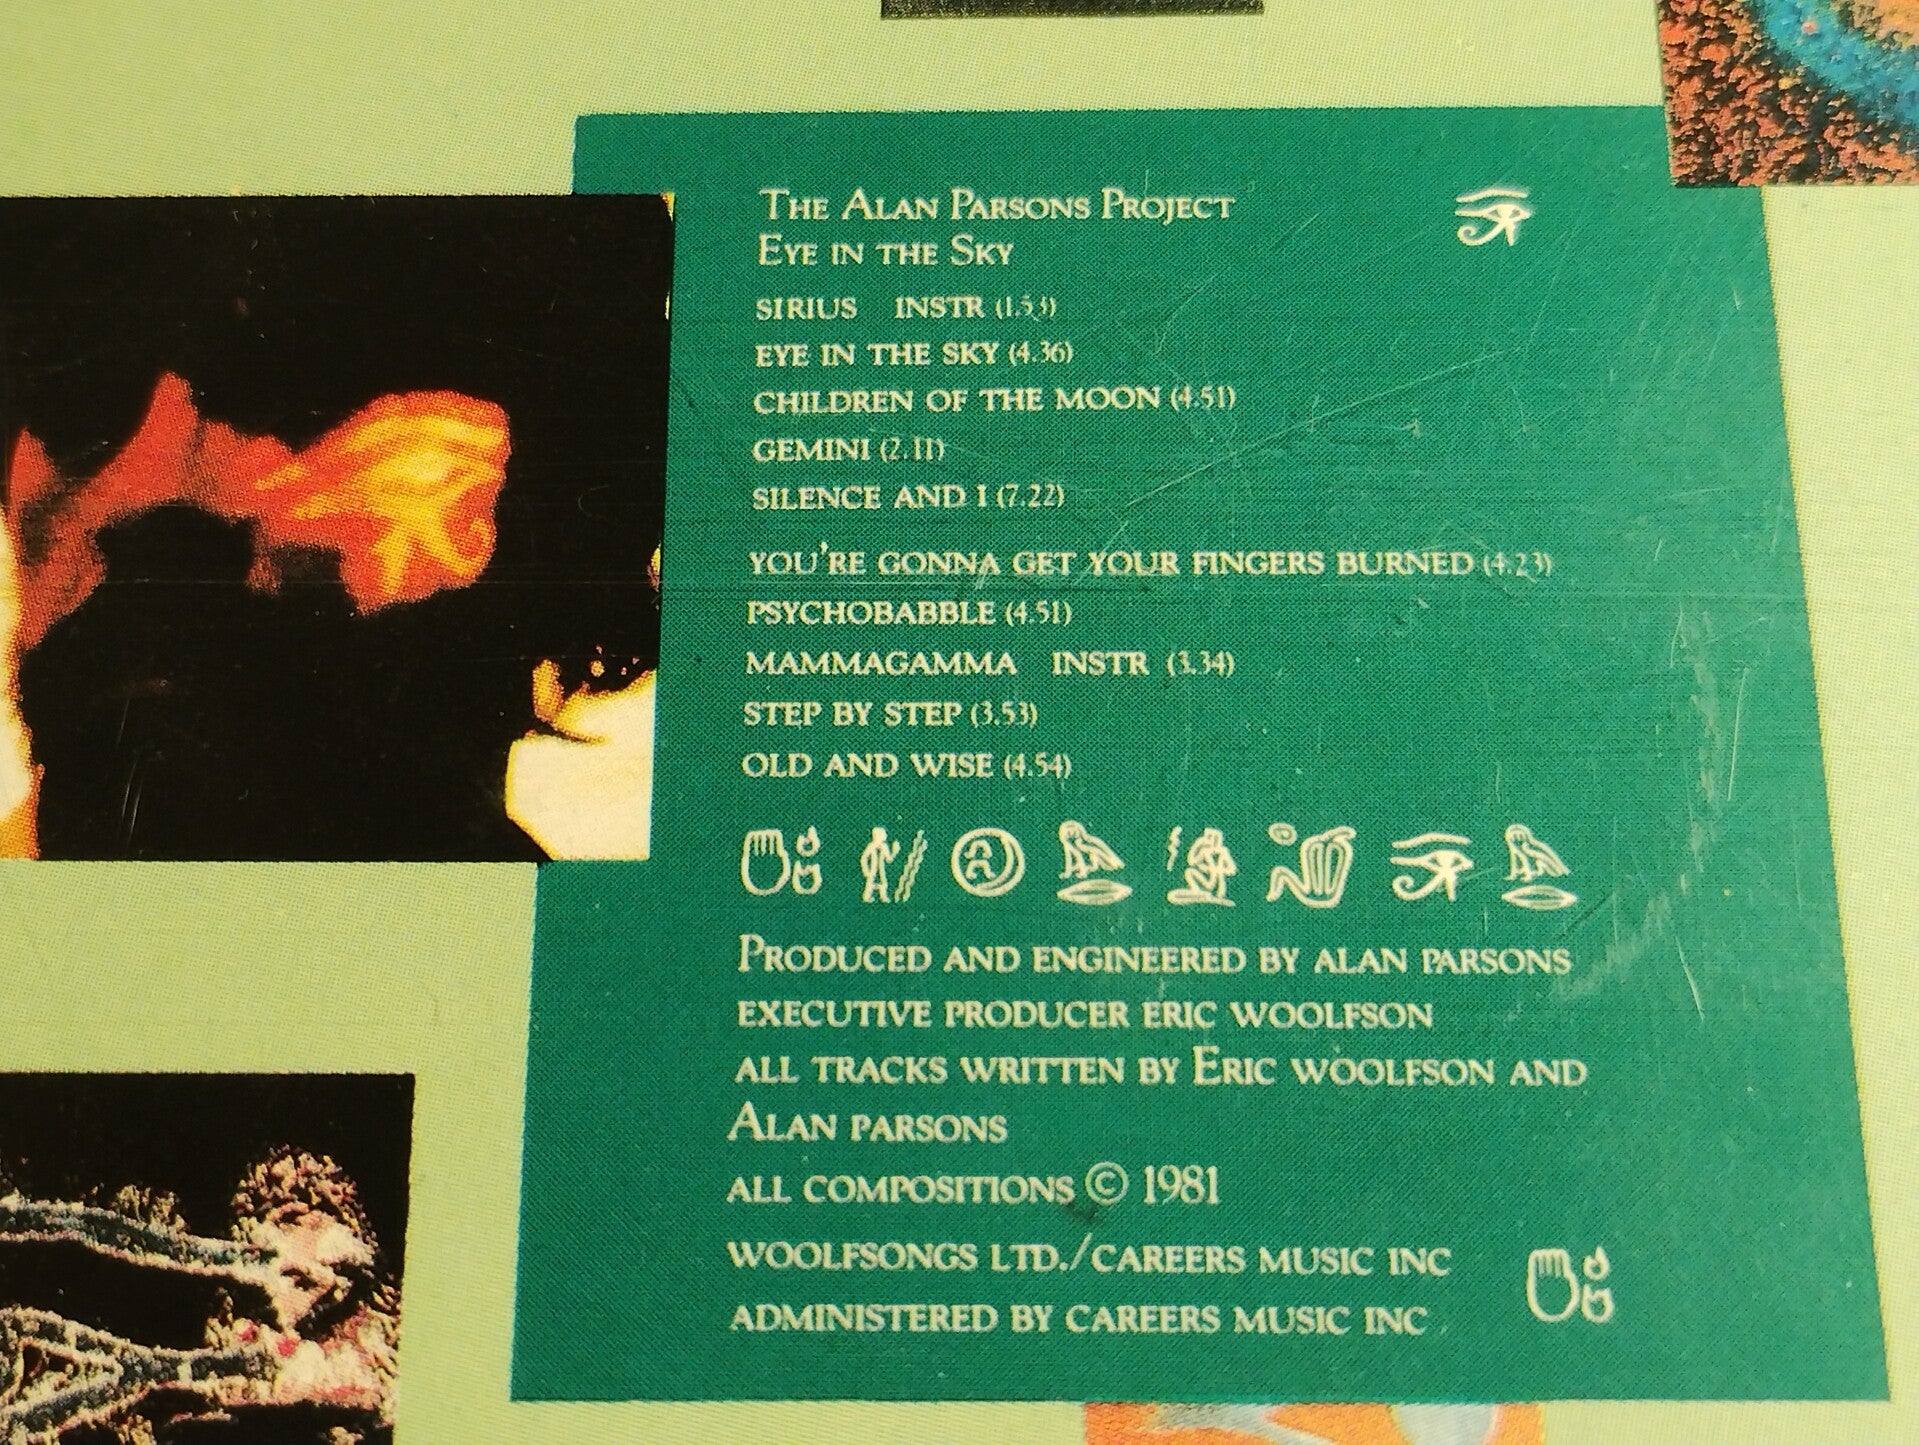 The Alan Parsons Project
Eye in the Sky
SIRIUS INSTR (1.53)
EYE IN THE SKY (4.36)
CHILDREN OF THE MOON (4.51)
GEMINI (2.11)
SILENCE AND I (7.22)
YOU'RE GONNA GET YOUR FINGERS BURNED (4.23)
PSYCHOBABBLE (4.51)
MAMMAGAMMA INSTR (3.34)
STEP BY STEP (3.53)
OLD AND WISE (4.54)
PRODUCED AND ENGINEERED BY ALAN PARSONS
EXECUTIVE PRODUCER ERIC WOOLFSON
ALL TRACKS WRITTEN BY ERIC WOOLFSON AND
ALAN PARSONS
ALL COMPOSITIONS © 1981
WOOLFSONGS LTD./CAREERS MUSIC INC
ADMINISTERED BY CAREERS MUSIC INC